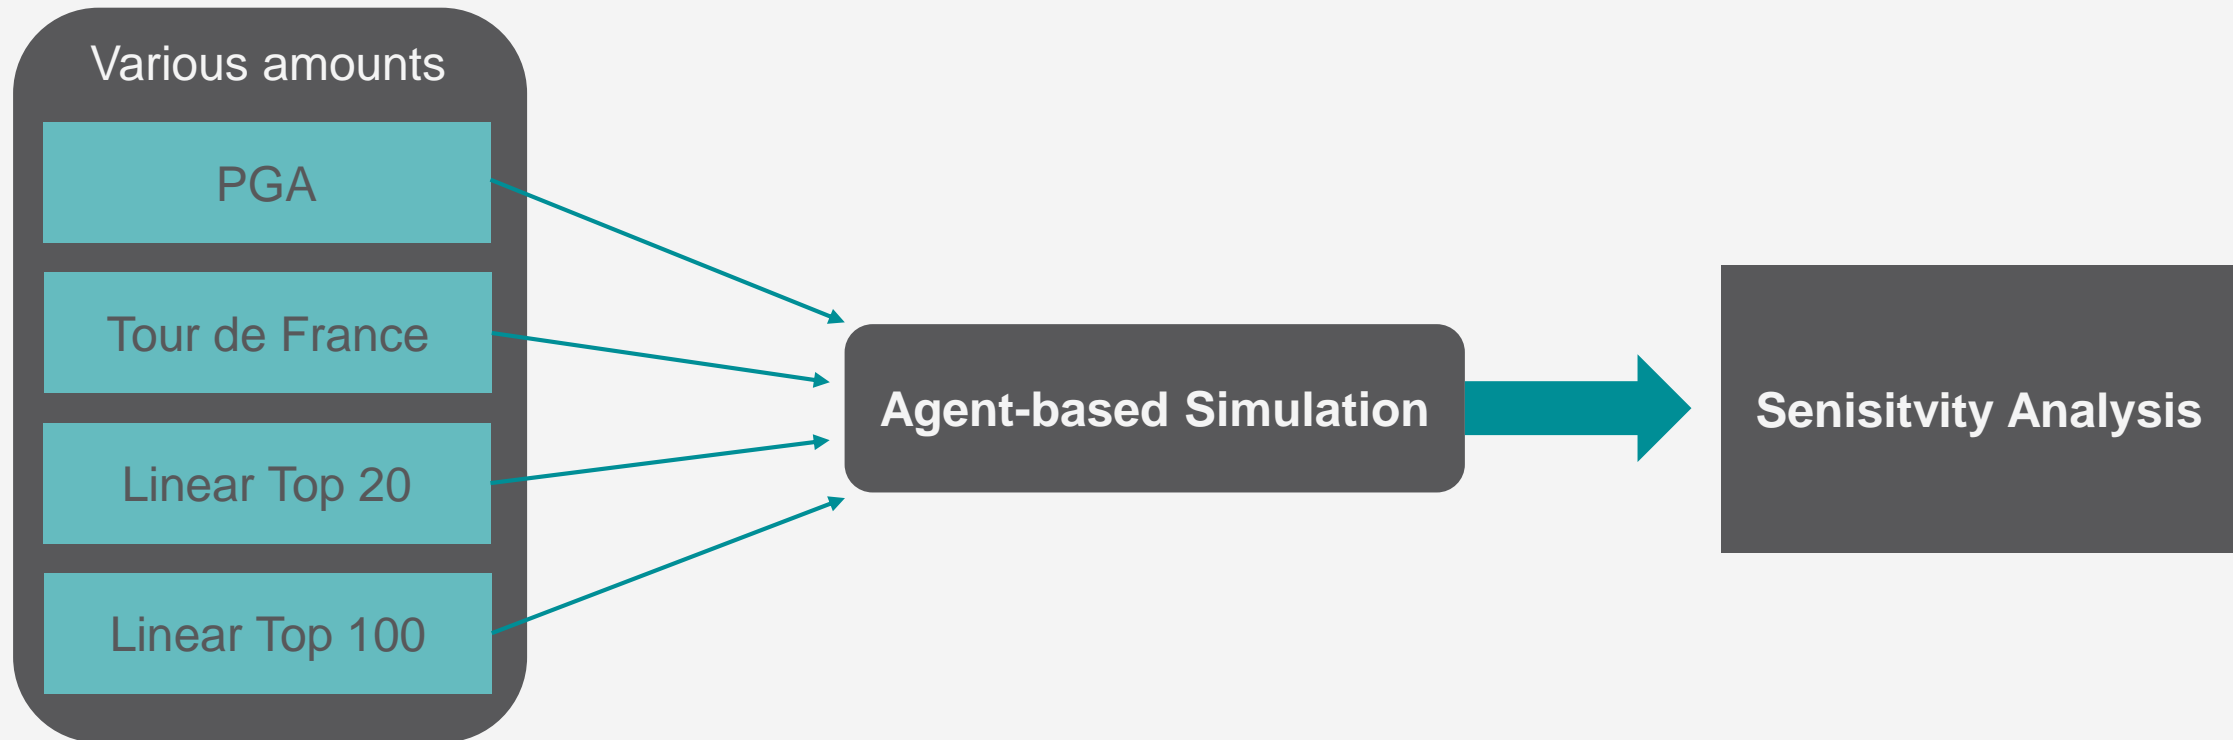 Various amounts
PGA
Tour de France
Linear Top 20
Linear Top 100
Agent-based Simulation
Senisitvity Analysis